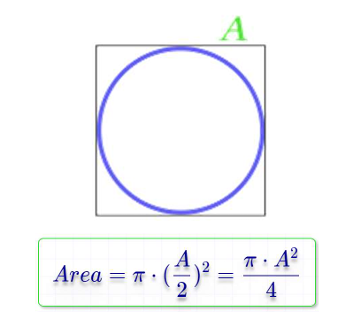 A
Area = π · (A/2)² = π · A²/4